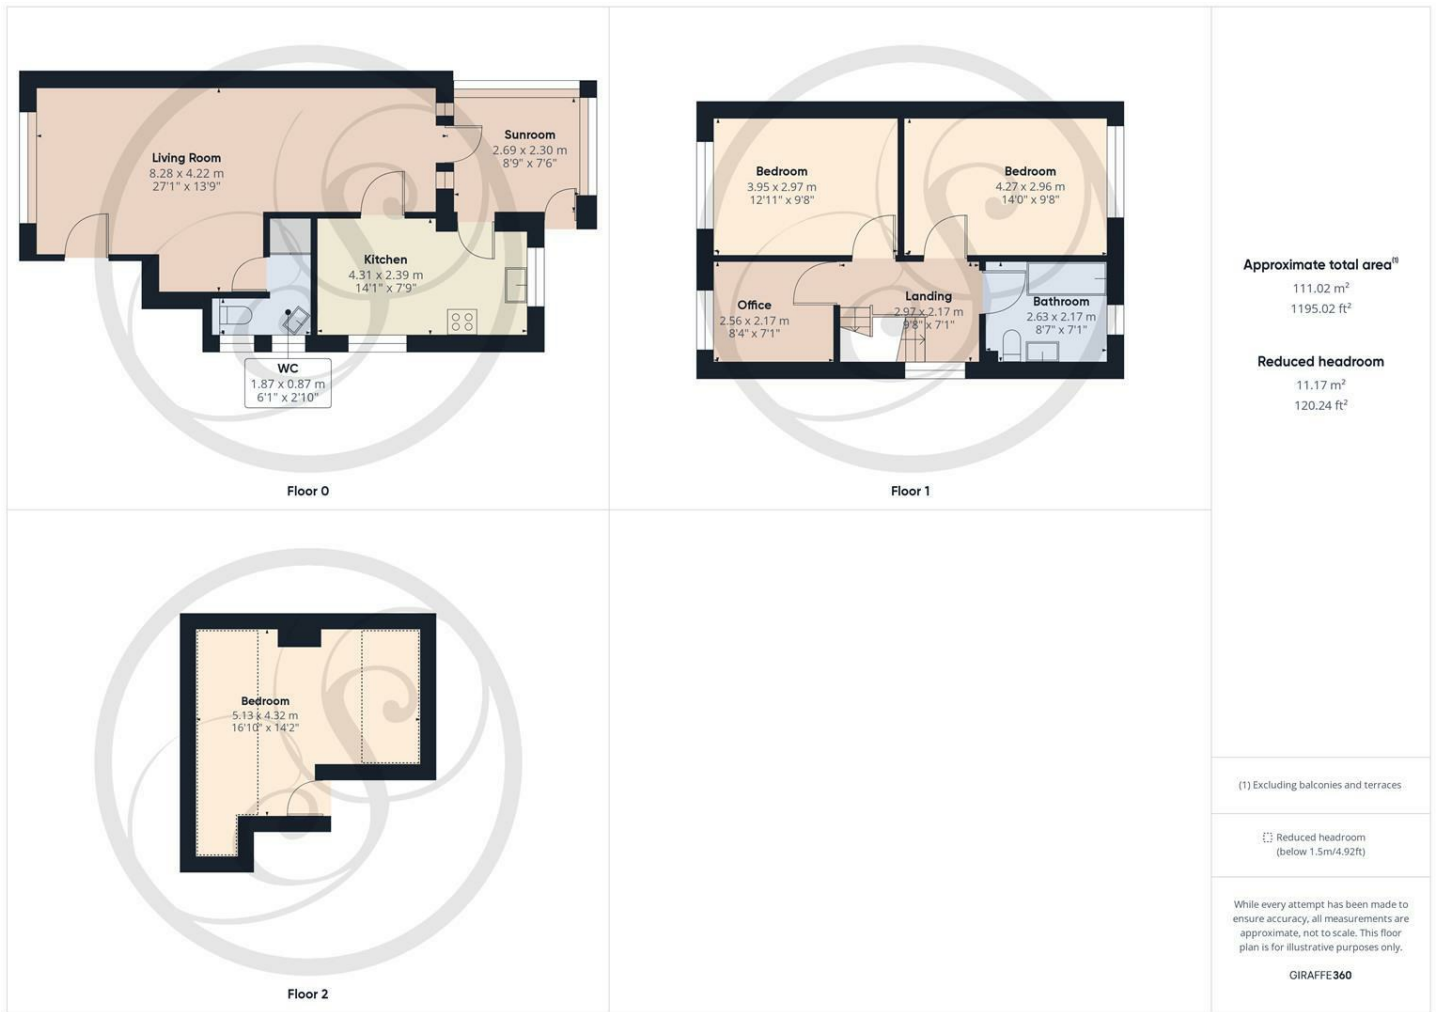 Living Room
8.28 x 4.22 m
27'1" x 13'9"
Sunroom
2.69 x 2.30 m
8'9" x 7'6"
Kitchen
4.31 x 2.39 m
14'1" x 7'9"
WC
1.87 x 0.87 m
6'1" x 2'10"
Floor 0
Bedroom
3.95 x 2.97 m
12'11" x 9'8"
Bedroom
4.27 x 2.96 m
14'0" x 9'8"
Office
2.56 x 2.17 m
8'4" x 7'1"
Landing
2.97 x 2.17 m
9'8" x 7'1"
Bathroom
2.63 x 2.17 m
8'7" x 7'1"
Floor 1
Bedroom
5.13 x 4.32 m
16'10" x 14'2"
Floor 2
Approximate total area(1)
111.02 m²
1195.02 ft²
Reduced headroom
11.17 m²
120.24 ft²
(1) Excluding balconies and terraces
Reduced headroom
(below 1.5m/4.92ft)
While every attempt has been made to
ensure accuracy, all measurements are
approximate, not to scale. This floor
plan is for illustrative purposes only.
GIRAFFE360